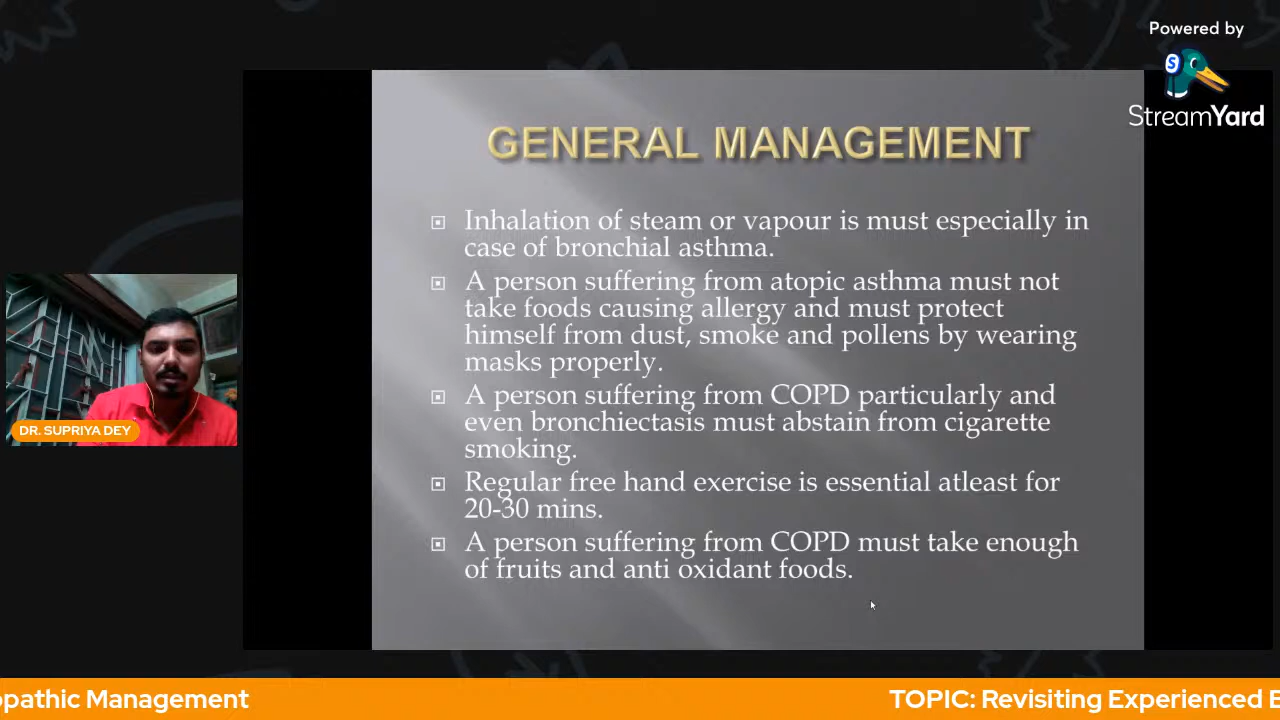 Powered by
StreamYard
GENERAL MANAGEMENT
Inhalation of steam or vapour is must especially in
case of bronchial asthma.
A person suffering from atopic asthma must not
take foods causing allergy and must protect
himself from dust, smoke and pollens by wearing
masks properly.
A person suffering from COPD particularly and
even bronchiectasis must abstain from cigarette
smoking.
Regular free hand exercise is essential atleast for
20-30 mins.
A person suffering from COPD must take enough
of fruits and anti oxidant foods.
DR. SUPRIYA DEY
opathic Management TOPIC: Revisiting Experienced E